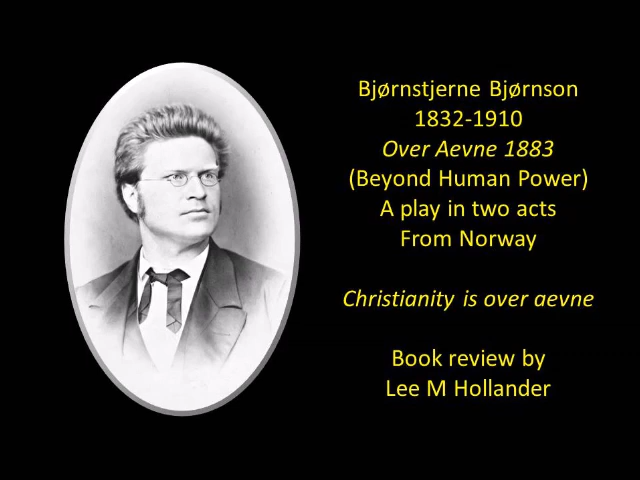 Bjørnstjerne Bjørnson
1832-1910
Over Aevne 1883
(Beyond Human Power)
A play in two acts
From Norway
Christianity is over aevne
Book review by
Lee M Hollander